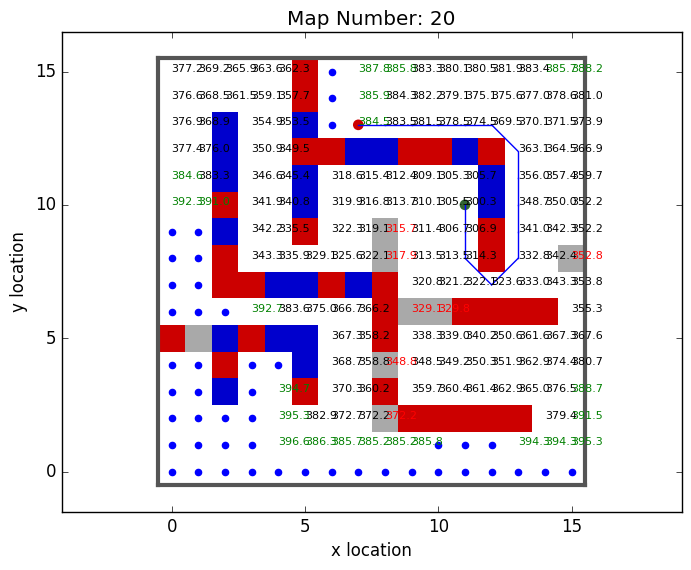 Map Number: 20
15
377.2 369.2 365.9 363.6 362.3 387.8 385.8 383.3 380.1 380.5 381.9 383.4 385.7 388.2
376.6 368.5 361.5 359.1 357.7 385.9 384.3 382.2 379.1 375.1 375.6 377.0 378.6 381.0
376.9 368.9 354.9 353.5 384.5 383.5 381.5 378.5 374.5 369.5 370.1 371.5 373.9
377.4 350.9 349.5 363.1 364.5 366.9
384.6 383.3 346.6 345.4 318.6 315.4 312.4 309.1 305.3 305.7 356.0 357.4 359.7
10
392.3 341.9 340.8 319.9 316.8 313.7 310.1 300.3 348.7 350.0 352.2
342.2 322.3 319.1 315.7 311.4 306.7 306.9 341.0 342.3 352.2
343.3 335.9 329.1 325.6 322.1 317.9 313.5 313.5 314.3 332.8 342.4 352.8
320.8 321.2 322.1 323.6 333.0 343.3 353.8
392.7 383.6 375.0 366.7 366.2 329.1 355.3
5
367.3 358.2 338.3 339.0 340.2 350.6 361.6 367.3 367.6
368.7 358.8 348.8 348.5 349.2 350.3 351.9 362.9 374.4 380.7
393.7 370.3 360.2 359.7 360.4 361.4 362.9 365.0 376.5 388.7
395.3 382.9 372.7 372.2 379.4 391.5
396.6 386.3 385.7 385.2 385.2 385.8 394.3 394.3 395.3
0
0 5 10 15
x location
y location